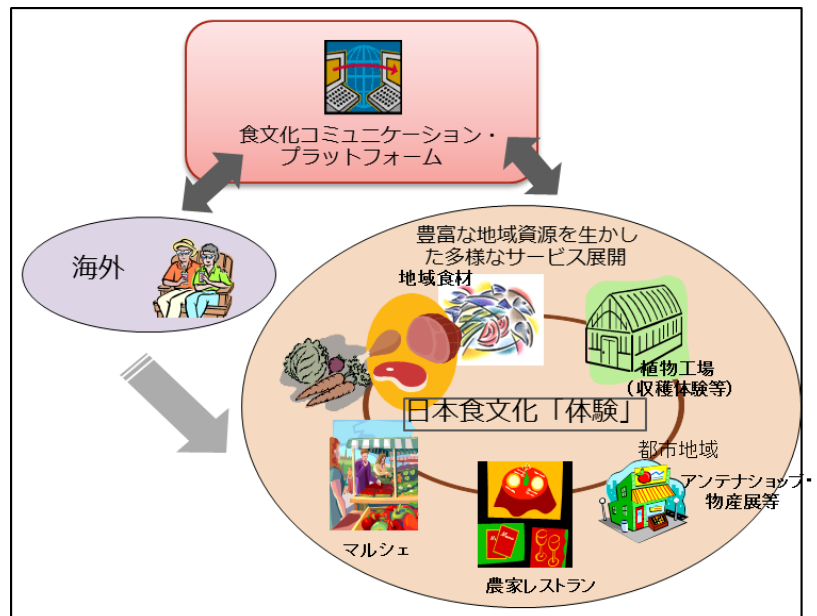 食文化コミュニケーション・
プラットフォーム
海外
豊富な地域資源を生かし
た多様なサービス展開
地域食材
植物工場
（収穫体験等）
日本食文化「体験」
都市地域
アンテナショップ・
物産展等
マルシェ
農家レストラン